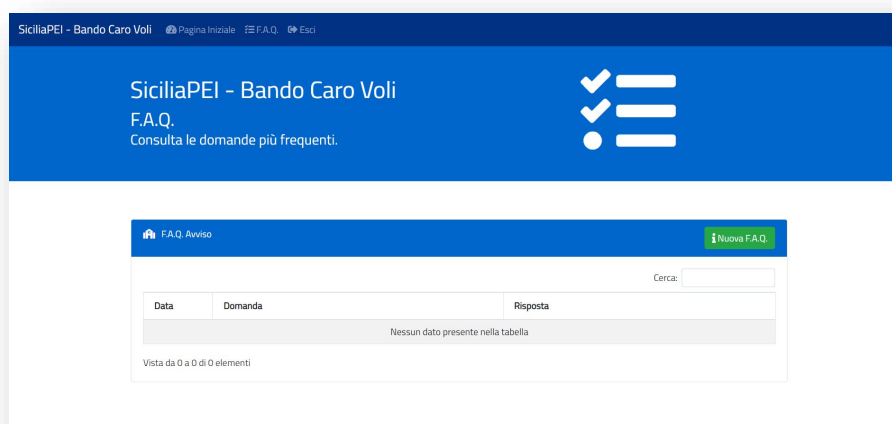 SiciliaPEI - Bando Caro Voli Pagina Iniziale F.A.Q. Esci
SiciliaPEI - Bando Caro Voli
F.A.Q.
Consulta le domande più frequenti.
F.A.Q. Avviso Nuova F.A.Q.
Cerca:
Data Domanda Risposta
Nessun dato presente nella tabella
Vista da 0 a 0 di 0 elementi